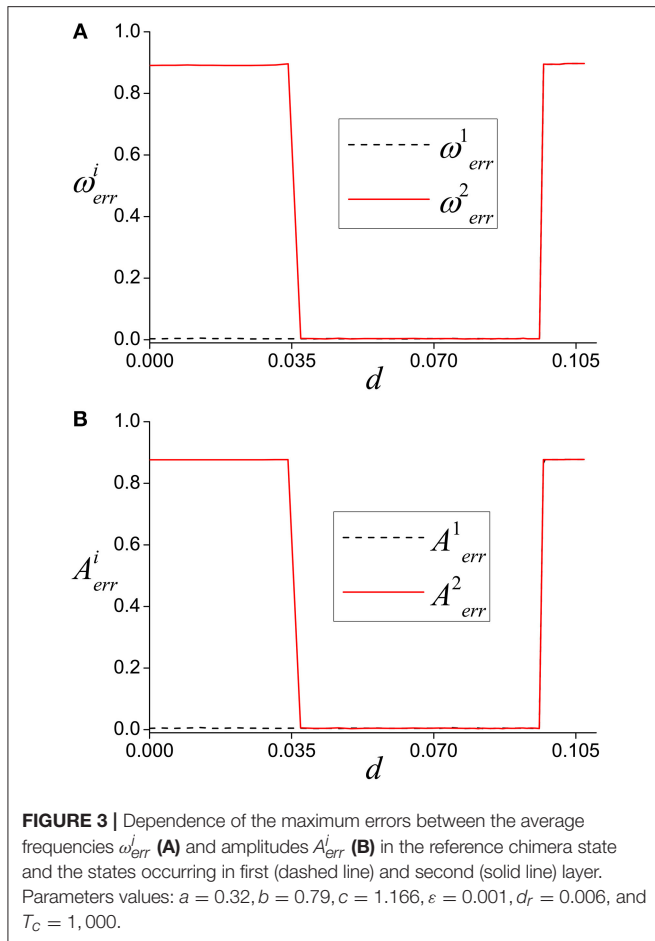 A
1.0
0.8
0.6
0.4
0.2
0.0
ω^i_err
ω^1_err
ω^2_err
0.000 0.035 0.070 0.105
d
B
1.0
0.8
0.6
0.4
0.2
0.0
A^i_err
A^1_err
A^2_err
0.000 0.035 0.070 0.105
d
FIGURE 3 | Dependence of the maximum errors between the average
frequencies ω^i_err (A) and amplitudes A^i_err (B) in the reference chimera state
and the states occurring in first (dashed line) and second (solid line) layer.
Parameters values: a = 0.32, b = 0.79, c = 1.166, ε = 0.001, d_r = 0.006, and
T_c = 1, 000.